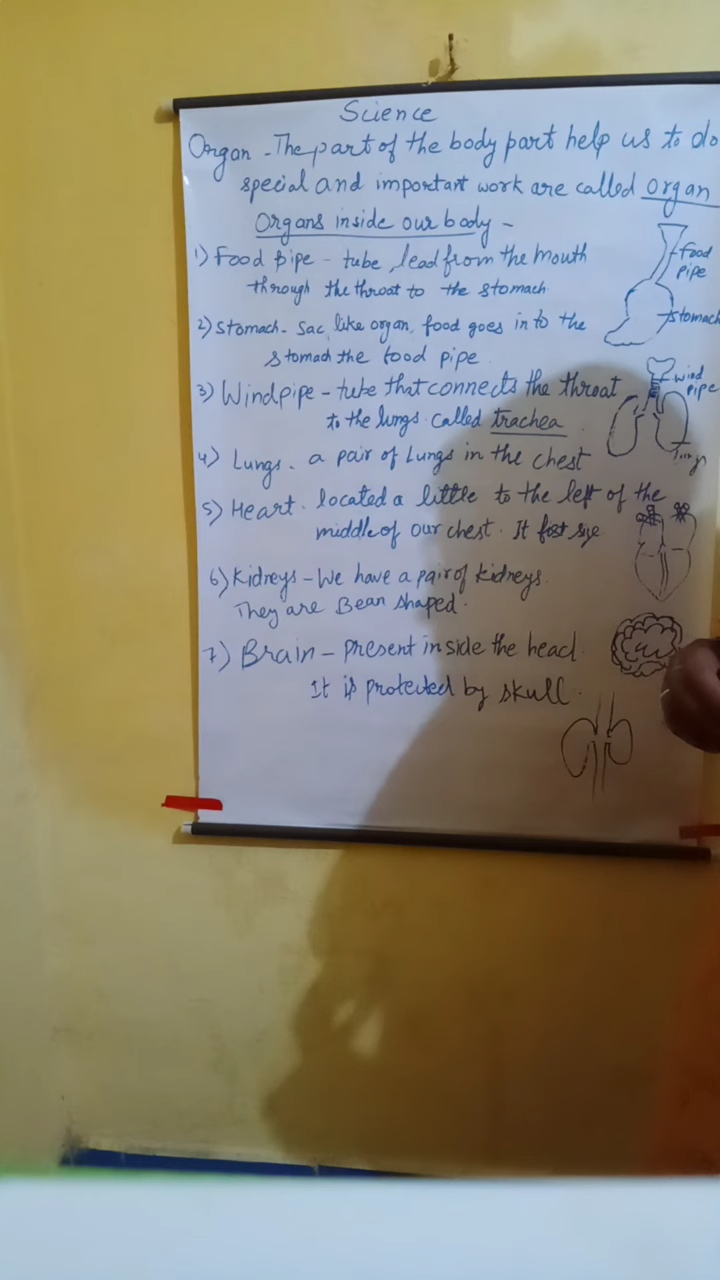 Science
Organ - The part of the body part help us to do
special and important work are called organ
Organs inside our body -
1) Food pipe - tube, lead from the mouth
through the throat to the stomach.
Food
pipe
2) Stomach - Sac, like organ, food goes in to the
stomach the food pipe.
stomach
3) Windpipe - tube that connects the throat
to the lungs. called trachea.
wind
pipe
4) Lungs - a pair of Lungs in the chest
5) Heart - located a little to the left of the
middle of our chest. It size
6) Kidneys - We have a pair of kidneys.
They are Bean shaped.
7) Brain - present inside the head.
It is protected by skull.